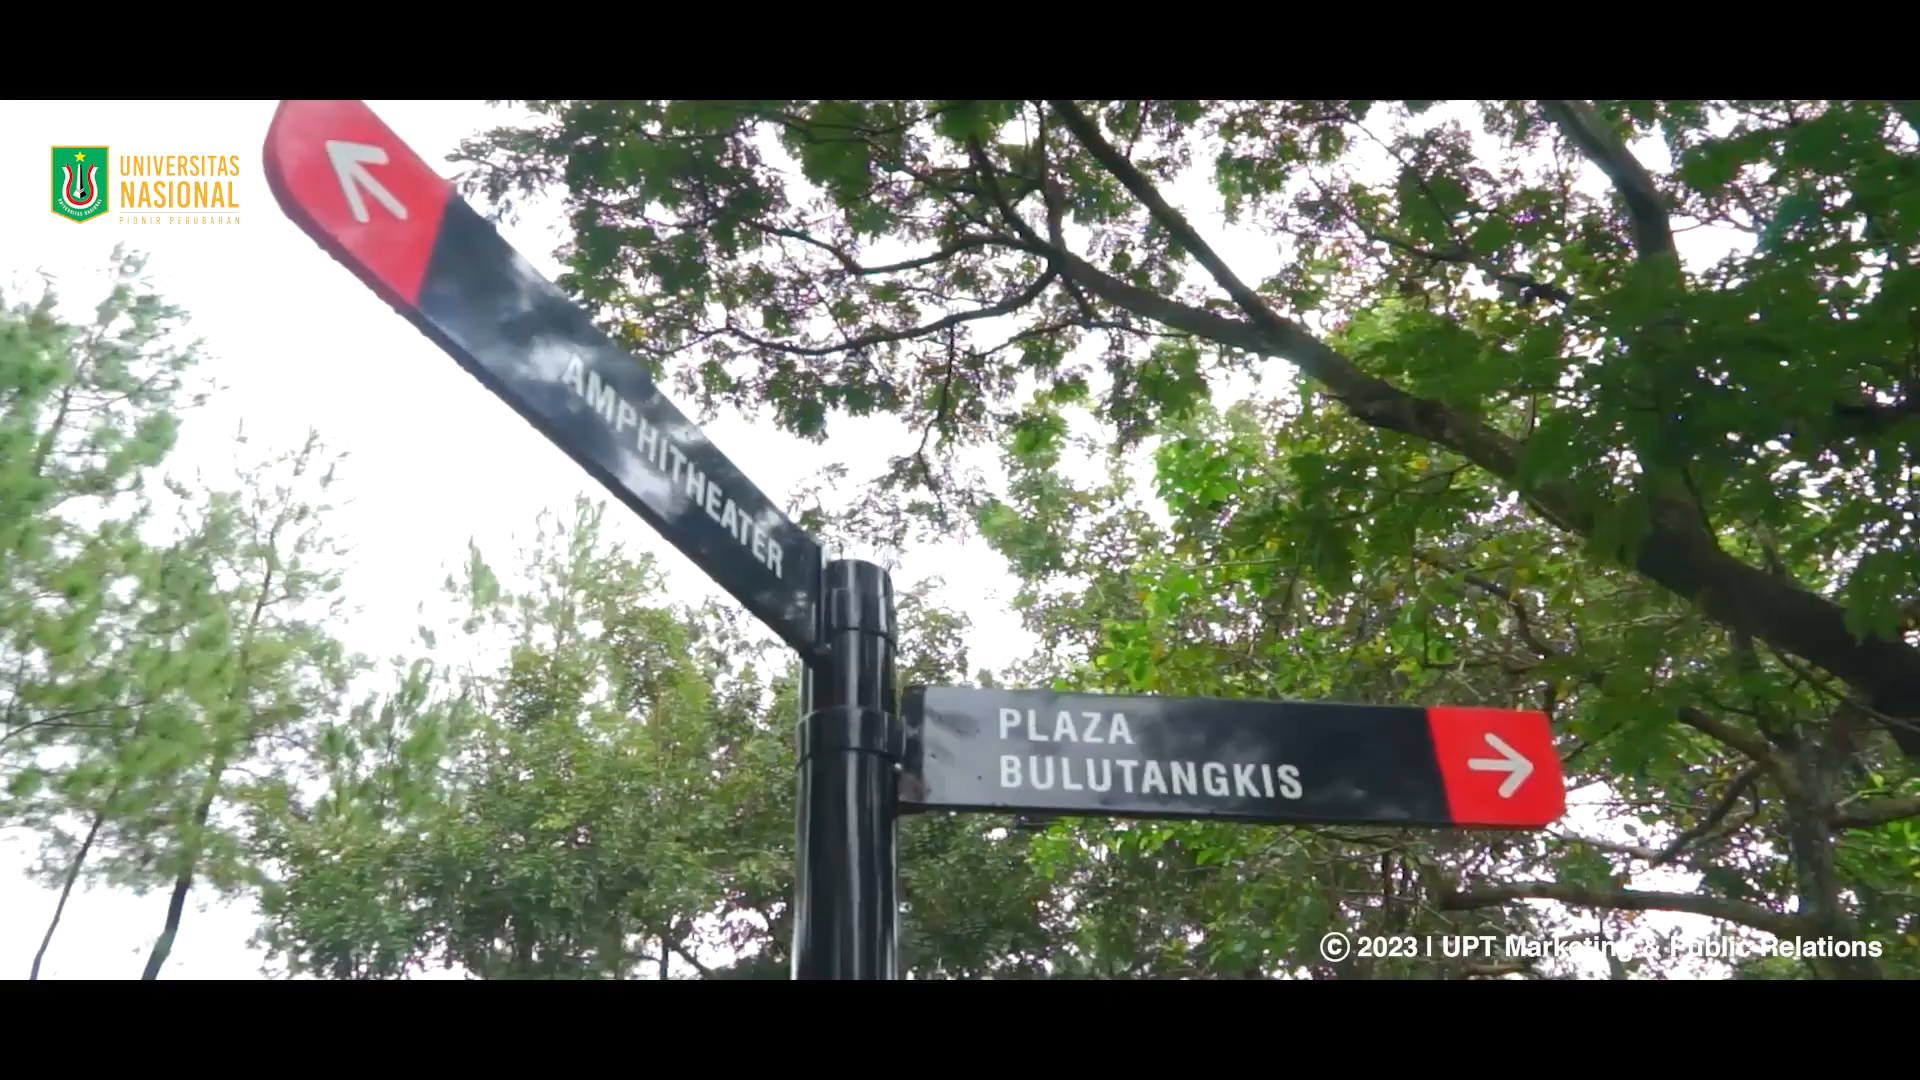 UNIVERSITAS
NASIONAL
PIONIR PERUBAHAN
AMPHITHEATER
PLAZA
BULUTANGKIS
© 2023 | UPT Marketing & Public Relations